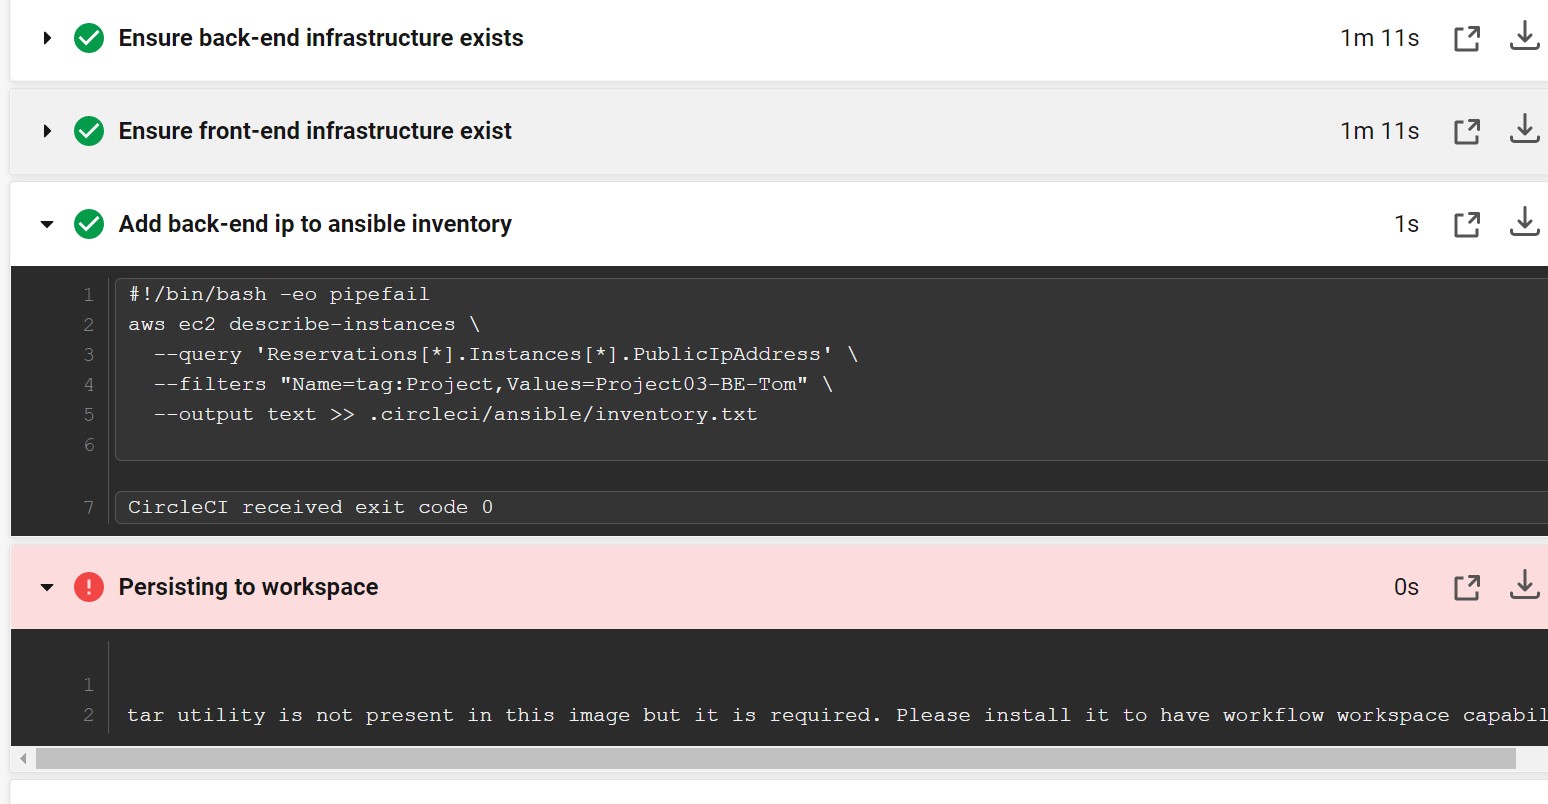 Ensure back-end infrastructure exists 1m 11s
Ensure front-end infrastructure exist 1m 11s
Add back-end ip to ansible inventory 1s
1 #!/bin/bash -eo pipefail
2 aws ec2 describe-instances \
3 --query 'Reservations[*].Instances[*].PublicIpAddress' \
4 --filters "Name=tag:Project,Values=Project03-BE-Tom" \
5 --output text >> .circleci/ansible/inventory.txt
6
7 CircleCI received exit code 0
Persisting to workspace 0s
1
2 tar utility is not present in this image but it is required. Please install it to have workflow workspace capabil